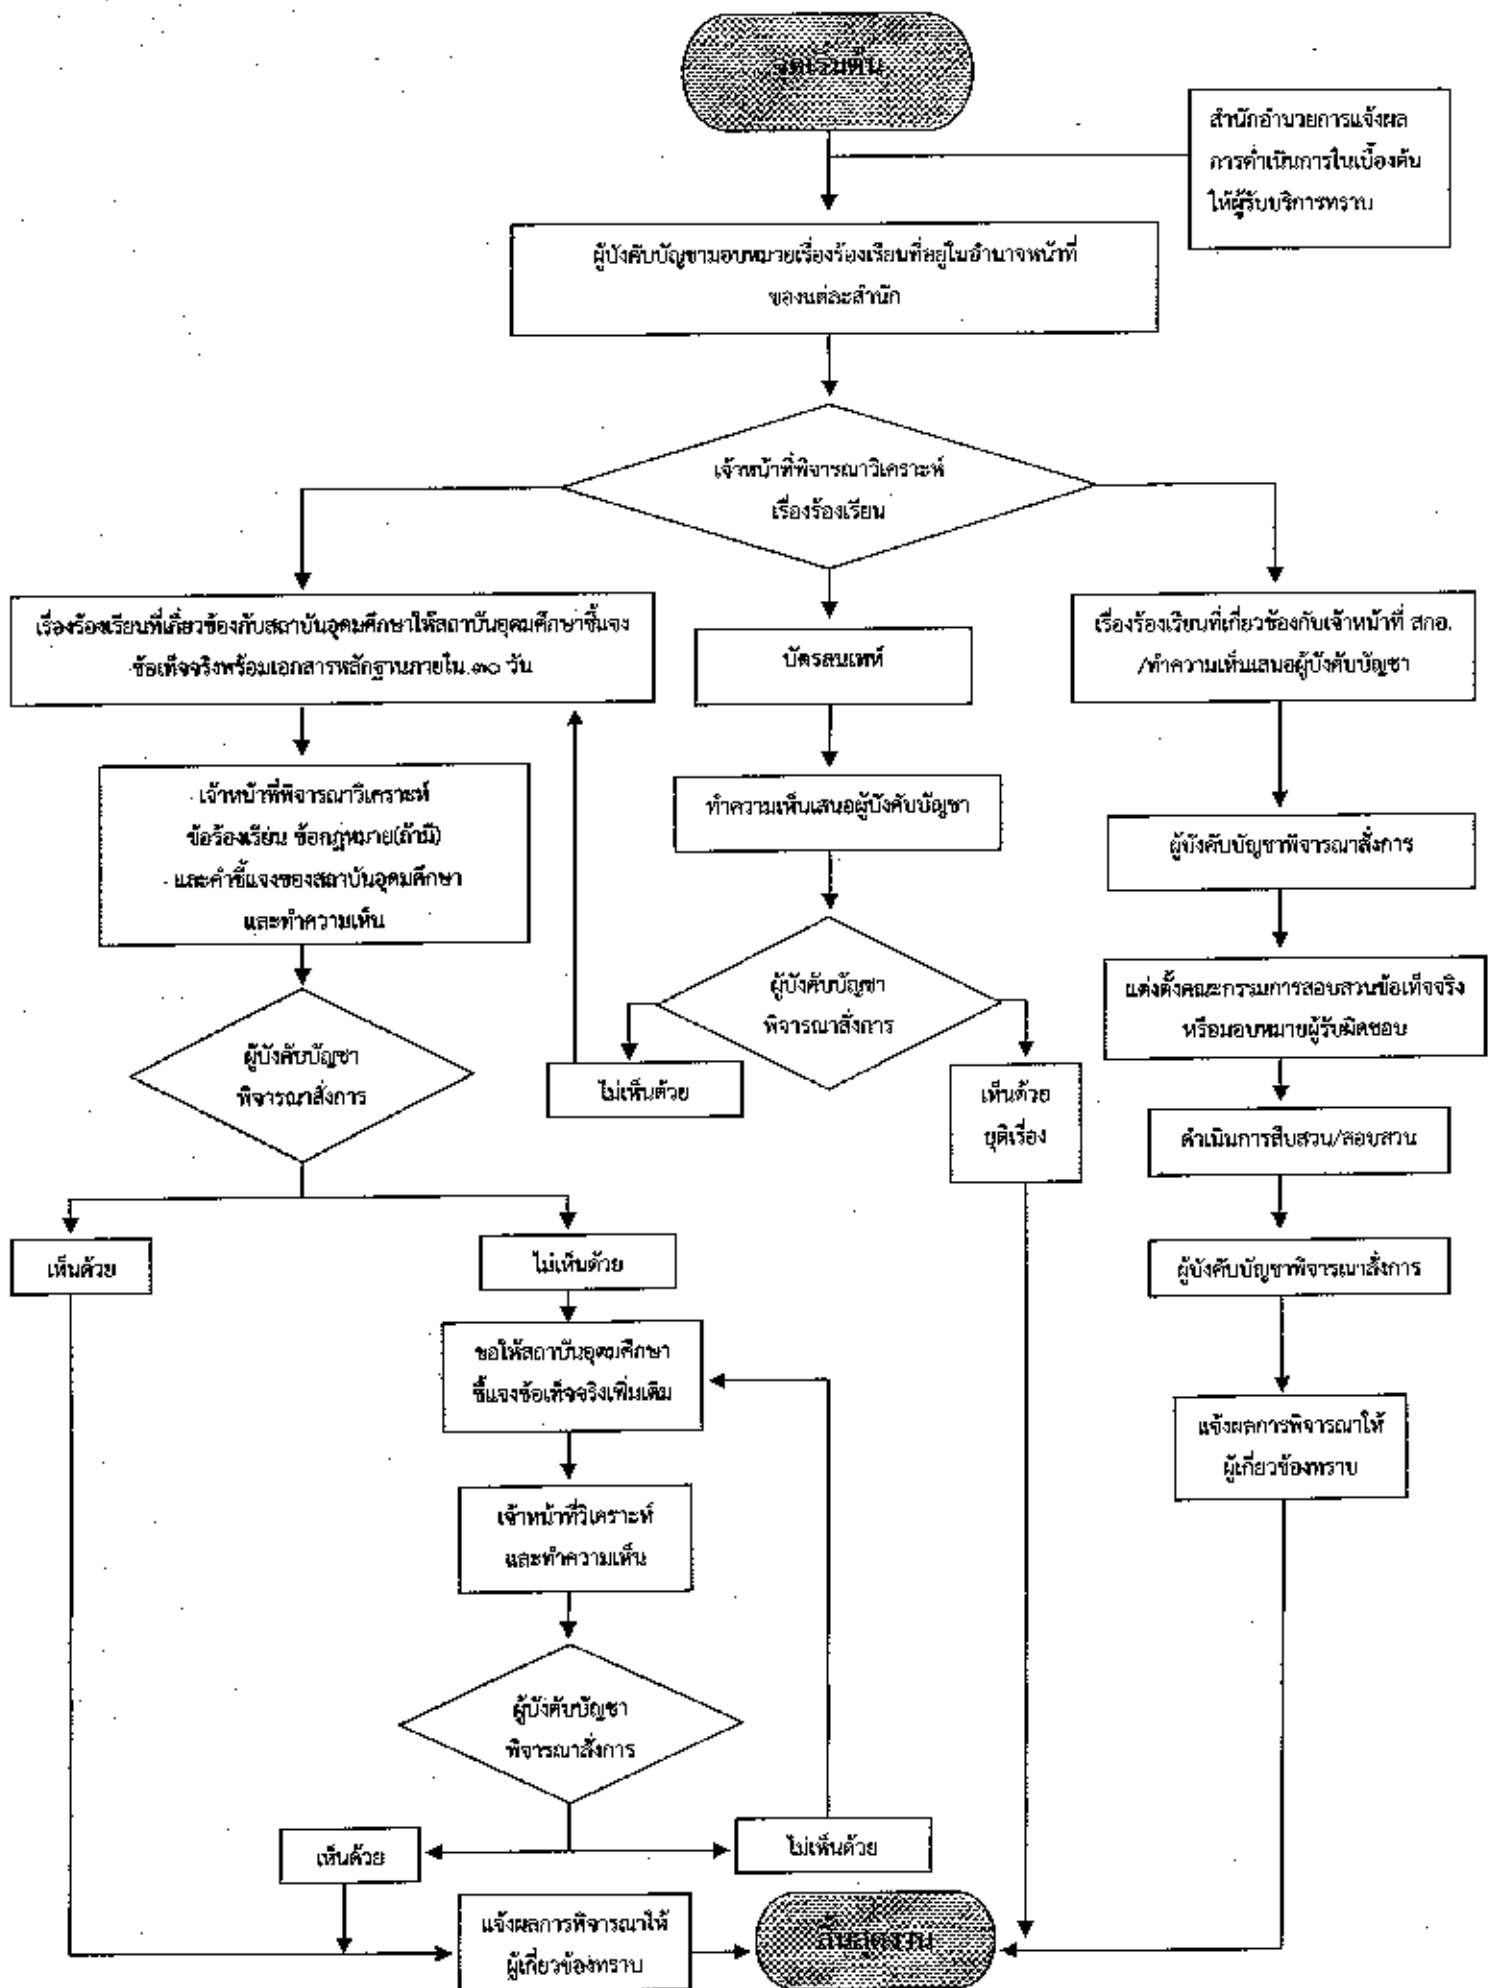 จุดเริ่มต้น
สำนักอำนวยการแจ้งผล
การดำเนินการในเบื้องต้น
ให้ผู้รับบริการทราบ
ผู้บังคับบัญชามอบหมายเรื่องร้องเรียนที่อยู่ในอำนาจหน้าที่
ของแต่ละสำนัก
เจ้าหน้าที่พิจารณาวิเคราะห์
เรื่องร้องเรียน
เรื่องร้องเรียนที่เกี่ยวข้องกับสถาบันอุดมศึกษาให้สถาบันอุดมศึกษาชี้แจง
ข้อเท็จจริงพร้อมเอกสารหลักฐานภายใน ๓๐ วัน
บัตรสนเท่ห์
เรื่องร้องเรียนที่เกี่ยวข้องกับเจ้าหน้าที่ สกอ.
/ทำความเห็นเสนอผู้บังคับบัญชา
เจ้าหน้าที่พิจารณาวิเคราะห์
ข้อร้องเรียน ข้อกฎหมาย(ถ้ามี)
และคำชี้แจงของสถาบันอุดมศึกษา
และทำความเห็น
ทำความเห็นเสนอผู้บังคับบัญชา
ผู้บังคับบัญชาพิจารณาสั่งการ
ผู้บังคับบัญชา
พิจารณาสั่งการ
แต่งตั้งคณะกรรมการสอบสวนข้อเท็จจริง
หรือมอบหมายผู้รับผิดชอบ
ผู้บังคับบัญชา
พิจารณาสั่งการ
ไม่เห็นด้วย
เห็นด้วย
ยุติเรื่อง
ดำเนินการสืบสวน/สอบสวน
เห็นด้วย
ไม่เห็นด้วย
ผู้บังคับบัญชาพิจารณาสั่งการ
ขอให้สถาบันอุดมศึกษา
ชี้แจงข้อเท็จจริงเพิ่มเติม
แจ้งผลการพิจารณาให้
ผู้เกี่ยวข้องทราบ
เจ้าหน้าที่วิเคราะห์
และทำความเห็น
ผู้บังคับบัญชา
พิจารณาสั่งการ
เห็นด้วย
ไม่เห็นด้วย
แจ้งผลการพิจารณาให้
ผู้เกี่ยวข้องทราบ
สิ้นสุดงาน